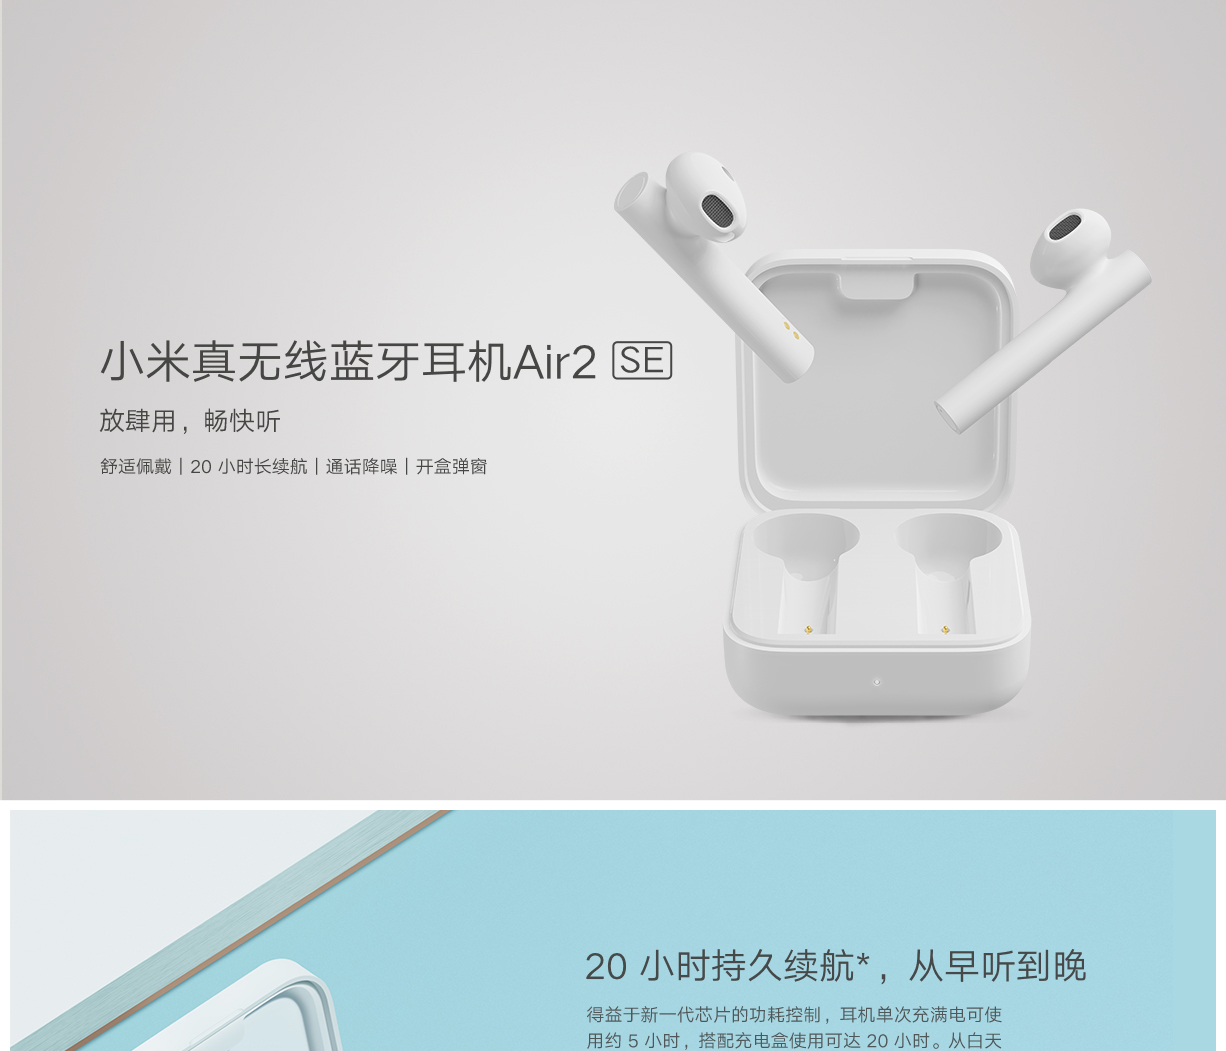 小米真无线蓝牙耳机Air2 SE
放肆用，畅快听
舒适佩戴 | 20 小时长续航 | 通话降噪 | 开盒弹窗
20 小时持久续航*，从早听到晚
得益于新一代芯片的功耗控制，耳机单次充满电可使
用约 5 小时，搭配充电盒使用可达 20 小时。从白天